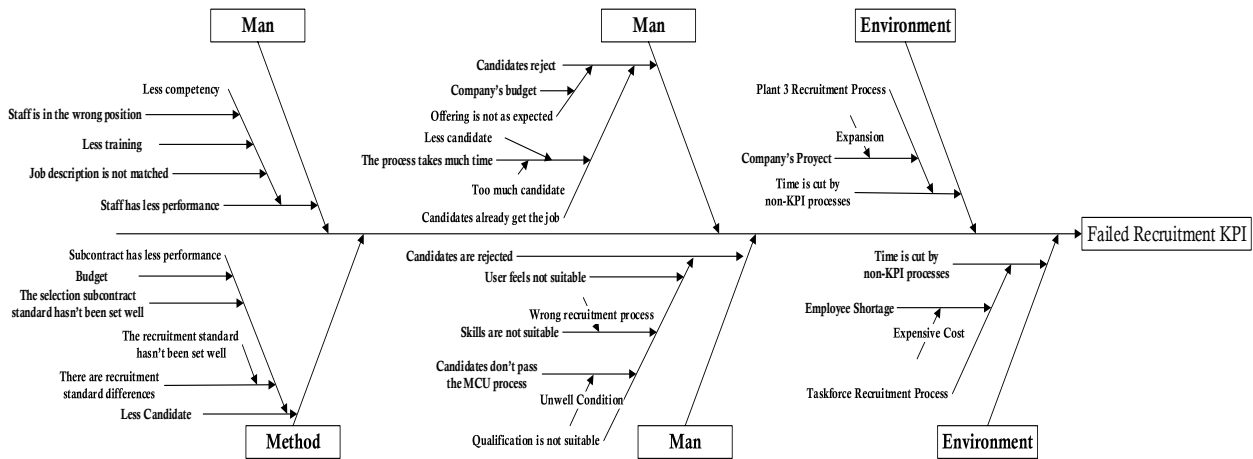 Man
Man
Environment
Less competency
Staff is in the wrong position
Less training
Job description is not matched
Staff has less performance
Candidates reject
Company's budget
Offering is not as expected
Less candidate
The process takes much time
Too much candidate
Candidates already get the job
Plant 3 Recruitment Process
Expansion
Company's Proyect
Time is cut by
non-KPI processes
Failed Recruitment KPI
Subcontract has less performance
Budget
The selection subcontract
standard hasn't been set well
The recruitment standard
hasn't been set well
There are recruitment
standard differences
Less Candidate
Candidates are rejected
User feels not suitable
Wrong recruitment process
Skills are not suitable
Candidates don't pass
the MCU process
Unwell Condition
Qualification is not suitable
Time is cut by
non-KPI processes
Employee Shortage
Expensive Cost
Taskforce Recruitment Process
Method
Man
Environment